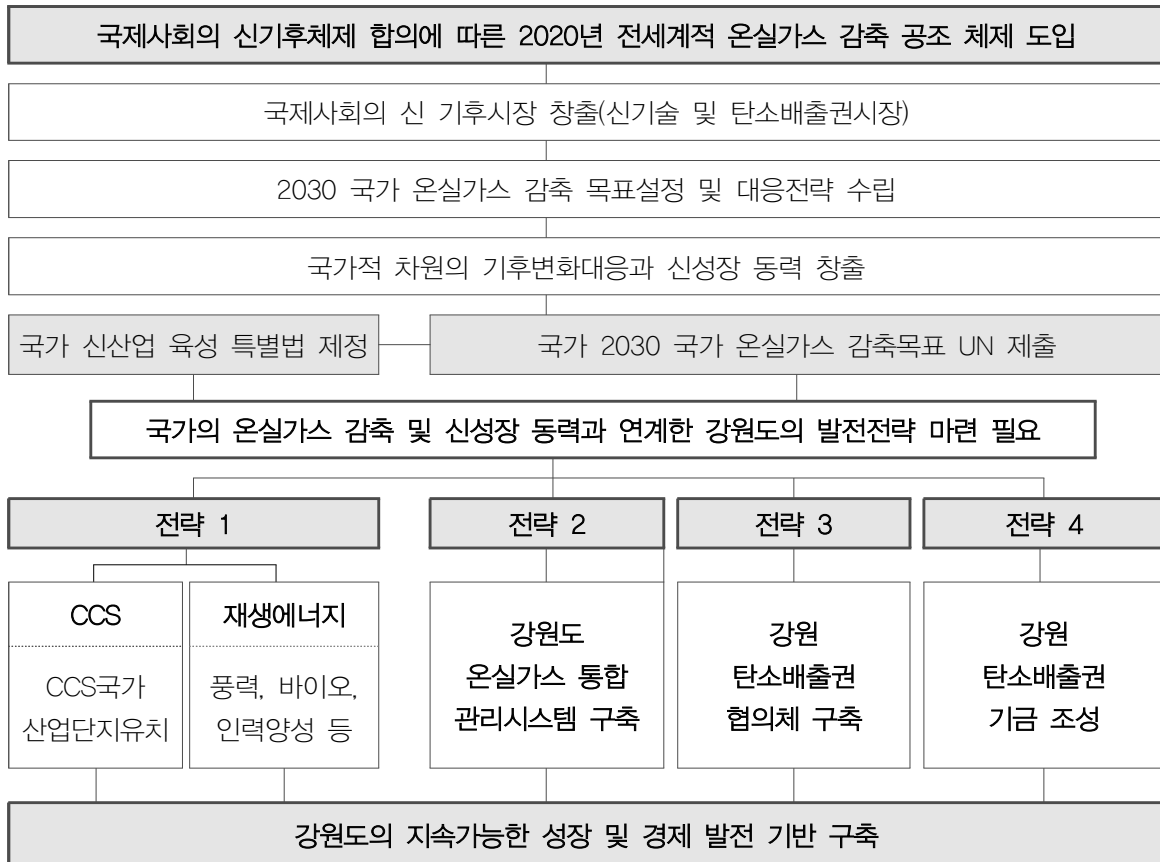 국제사회의 신기후체제 합의에 따른 2020년 전세계적 온실가스 감축 공조 체제 도입
국제사회의 신 기후시장 창출(신기술 및 탄소배출권시장)
2030 국가 온실가스 감축 목표설정 및 대응전략 수립
국가적 차원의 기후변화대응과 신성장 동력 창출
국가 신산업 육성 특별법 제정
국가 2030 국가 온실가스 감축목표 UN 제출
국가의 온실가스 감축 및 신성장 동력과 연계한 강원도의 발전전략 마련 필요
전략 1
CCS
CCS국가
산업단지유치
재생에너지
풍력, 바이오,
인력양성 등
전략 2
강원도
온실가스 통합
관리시스템 구축
전략 3
강원
탄소배출권
협의체 구축
전략 4
강원
탄소배출권
기금 조성
강원도의 지속가능한 성장 및 경제 발전 기반 구축